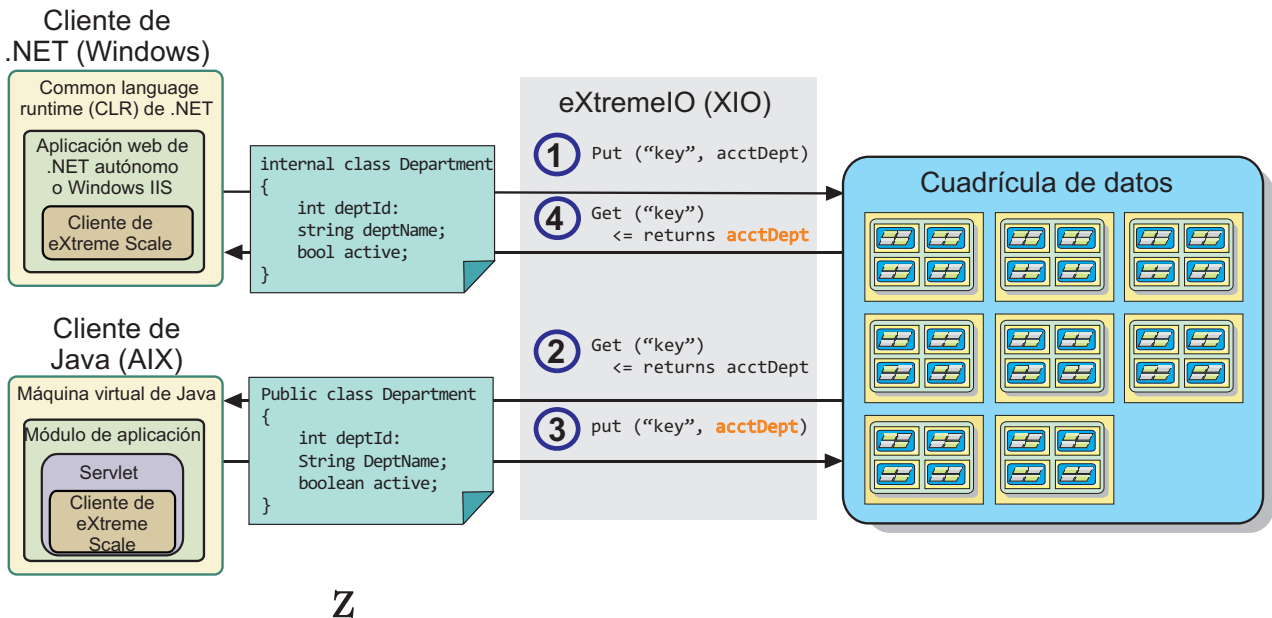 Cliente de
.NET (Windows)
Common language
runtime (CLR) de .NET
Aplicación web de
.NET autónomo
o Windows IIS
Cliente de
eXtreme Scale
internal class Department
{
int deptId:
string deptName;
bool active;
}
eXtremeIO (XIO)
1 Put (“key”, acctDept)
4 Get (“key”)
<= returns acctDept
Cuadrícula de datos
Cliente de
Java (AIX)
Máquina virtual de Java
Módulo de aplicación
Servlet
Cliente de
eXtreme
Scale
Public class Department
{
int deptId:
String DeptName;
boolean active;
}
2 Get (“key”)
<= returns acctDept
3 put (“key”, acctDept)
Z